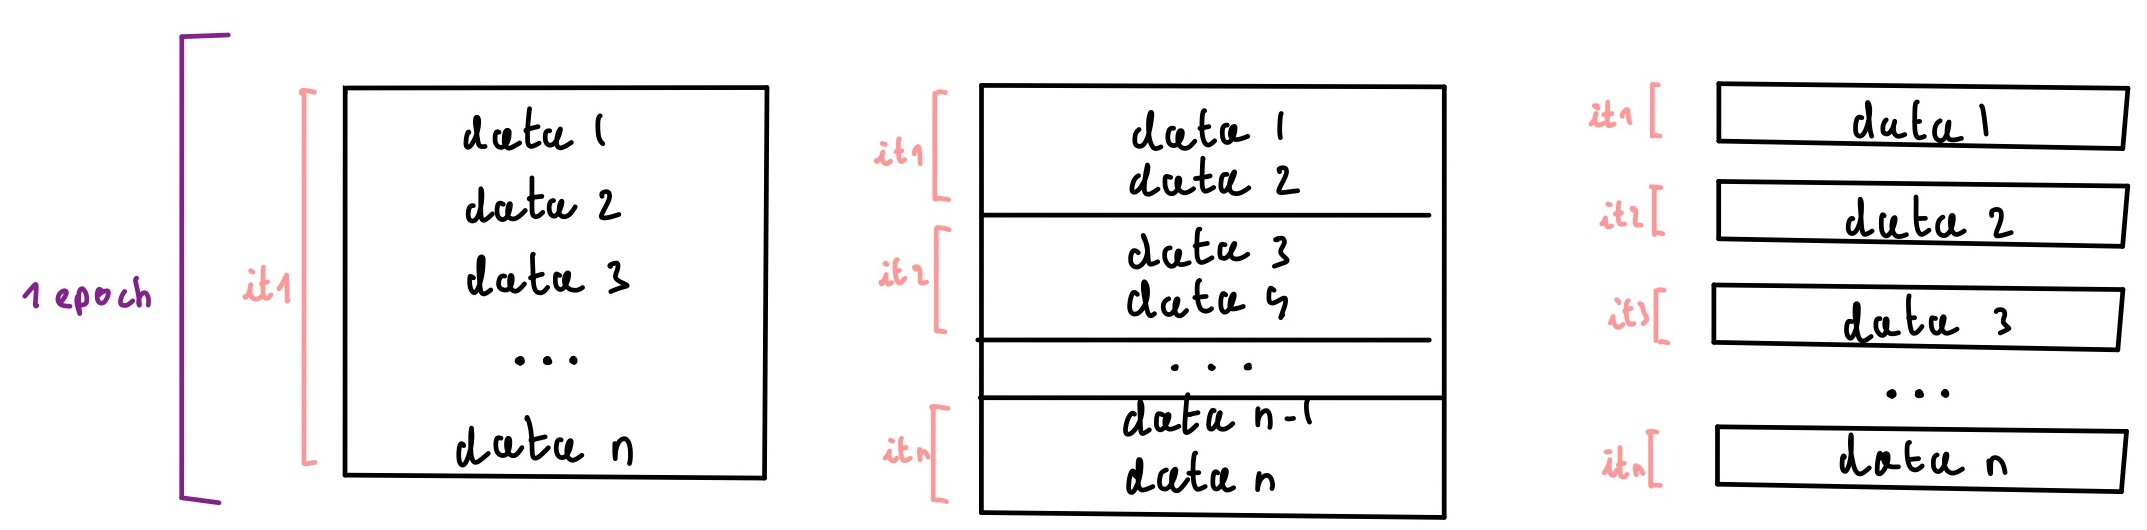 1 epoch
it1
data 1
data 2
data 3
...
data n
it1
data 1
data 2
it2
data 3
data 4
...
itn
data n-1
data n
it1
data 1
it2
data 2
it3
data 3
...
itn
data n